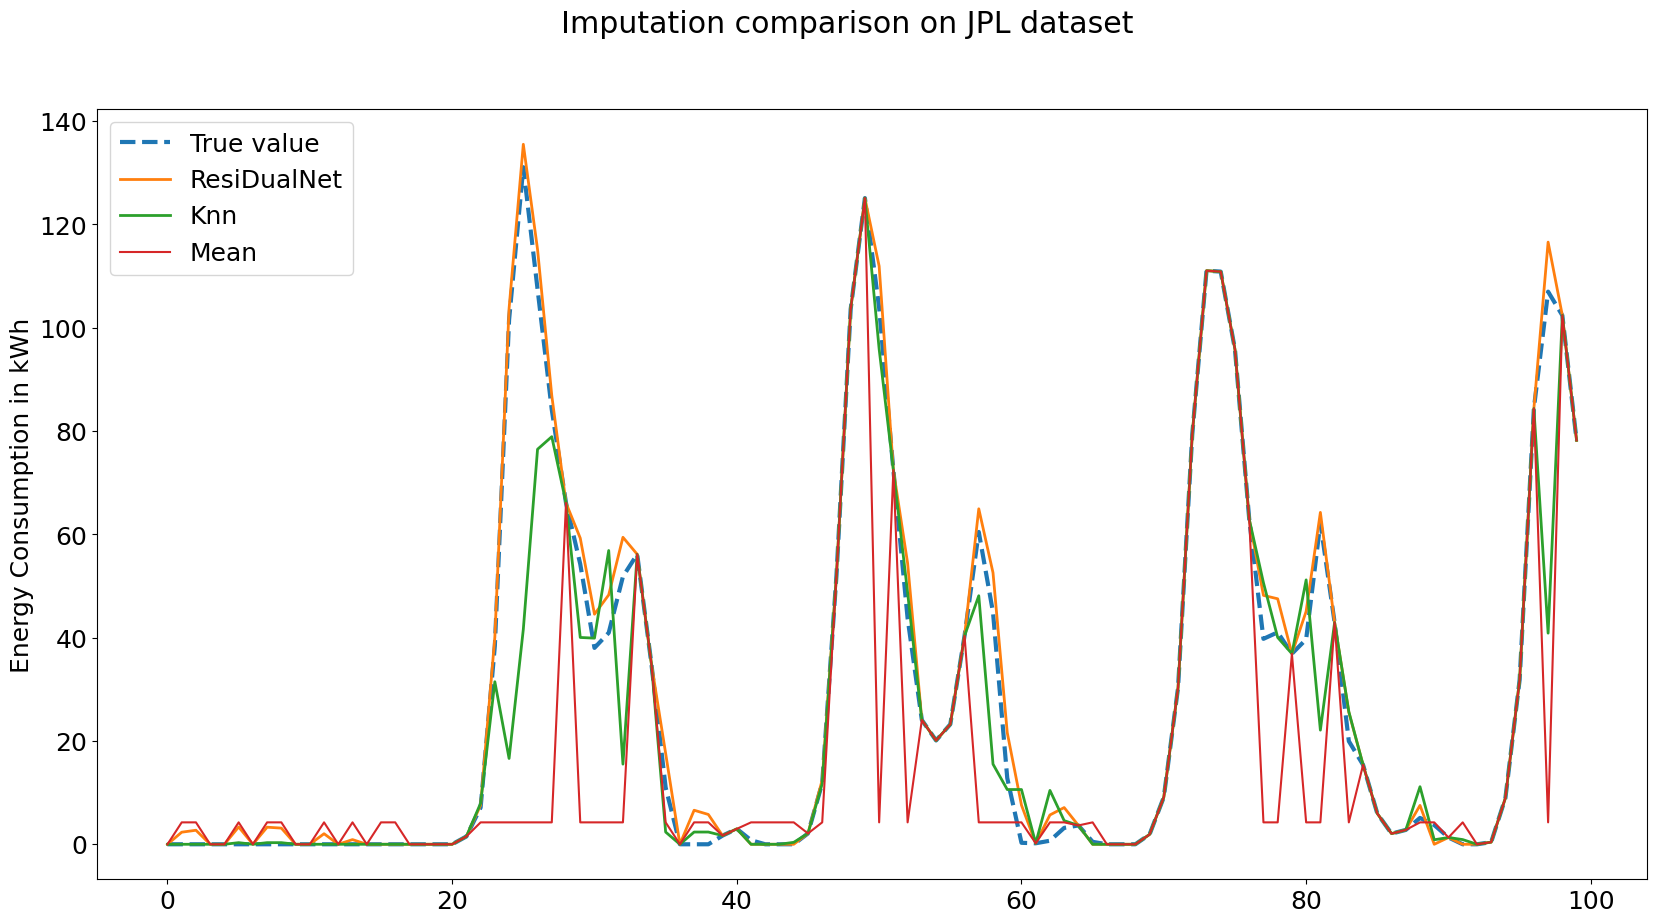 Imputation comparison on JPL dataset
True value
ResiDualNet
Knn
Mean
Energy Consumption in kWh
140
120
100
80
60
40
20
0
0 20 40 60 80 100